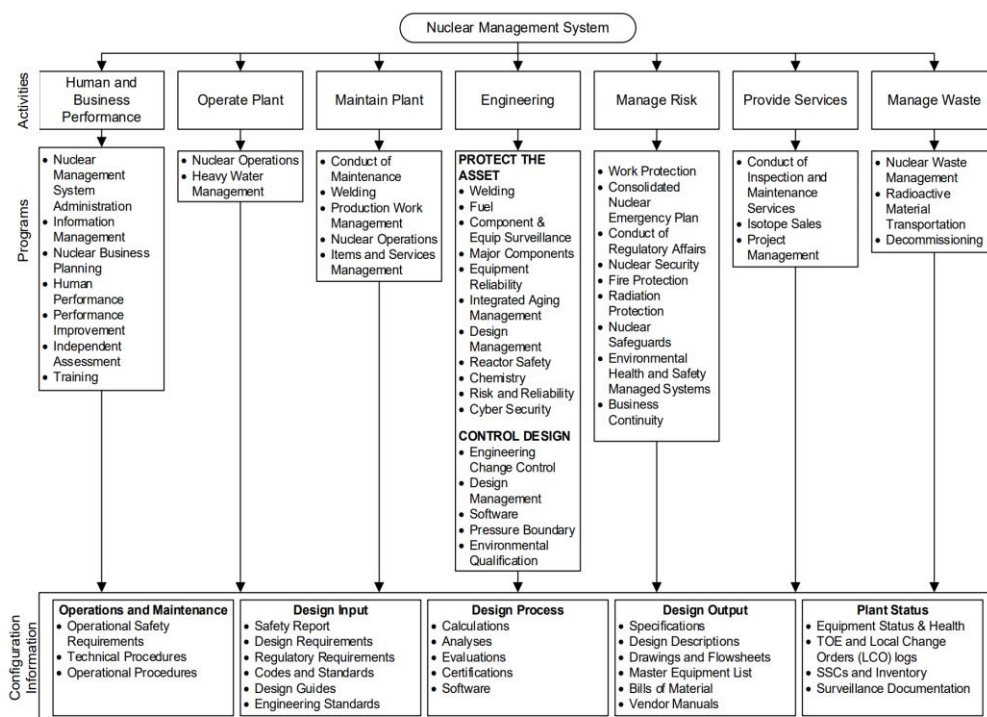 Nuclear Management System
Activities
Human and
Business
Performance
Operate Plant
Maintain Plant
Engineering
Manage Risk
Provide Services
Manage Waste
Programs
• Nuclear
Management
System
Administration
• Information
Management
• Nuclear Business
Planning
• Human
Performance
• Performance
Improvement
• Independent
Assessment
• Training
• Nuclear Operations
• Heavy Water
Management
• Conduct of
Maintenance
• Welding
• Production Work
Management
• Nuclear Operations
• Items and Services
Management
PROTECT THE
ASSET
• Welding
• Fuel
• Component &
Equip Surveillance
• Major Components
• Equipment
Reliability
• Integrated Aging
Management
• Design
Management
• Reactor Safety
• Chemistry
• Risk and Reliability
• Cyber Security
CONTROL DESIGN
• Engineering
Change Control
• Design
Management
• Software
• Pressure Boundary
• Environmental
Qualification
• Work Protection
• Consolidated
Nuclear
Emergency Plan
• Conduct of
Regulatory Affairs
• Nuclear Security
• Fire Protection
• Radiation
Protection
• Nuclear
Safeguards
• Environmental
Health and Safety
Managed Systems
• Business
Continuity
• Conduct of
Inspection and
Maintenance
Services
• Isotope Sales
• Project
Management
• Nuclear Waste
Management
• Radioactive
Material
Transportation
• Decommissioning
Configuration
Information
Operations and Maintenance
• Operational Safety
Requirements
• Technical Procedures
• Operational Procedures
Design Input
• Safety Report
• Design Requirements
• Regulatory Requirements
• Codes and Standards
• Design Guides
• Engineering Standards
Design Process
• Calculations
• Analyses
• Evaluations
• Certifications
• Software
Design Output
• Specifications
• Design Descriptions
• Drawings and Flowsheets
• Master Equipment List
• Bills of Material
• Vendor Manuals
Plant Status
• Equipment Status & Health
• TOE and Local Change
Orders (LCO) logs
• SSCs and Inventory
• Surveillance Documentation